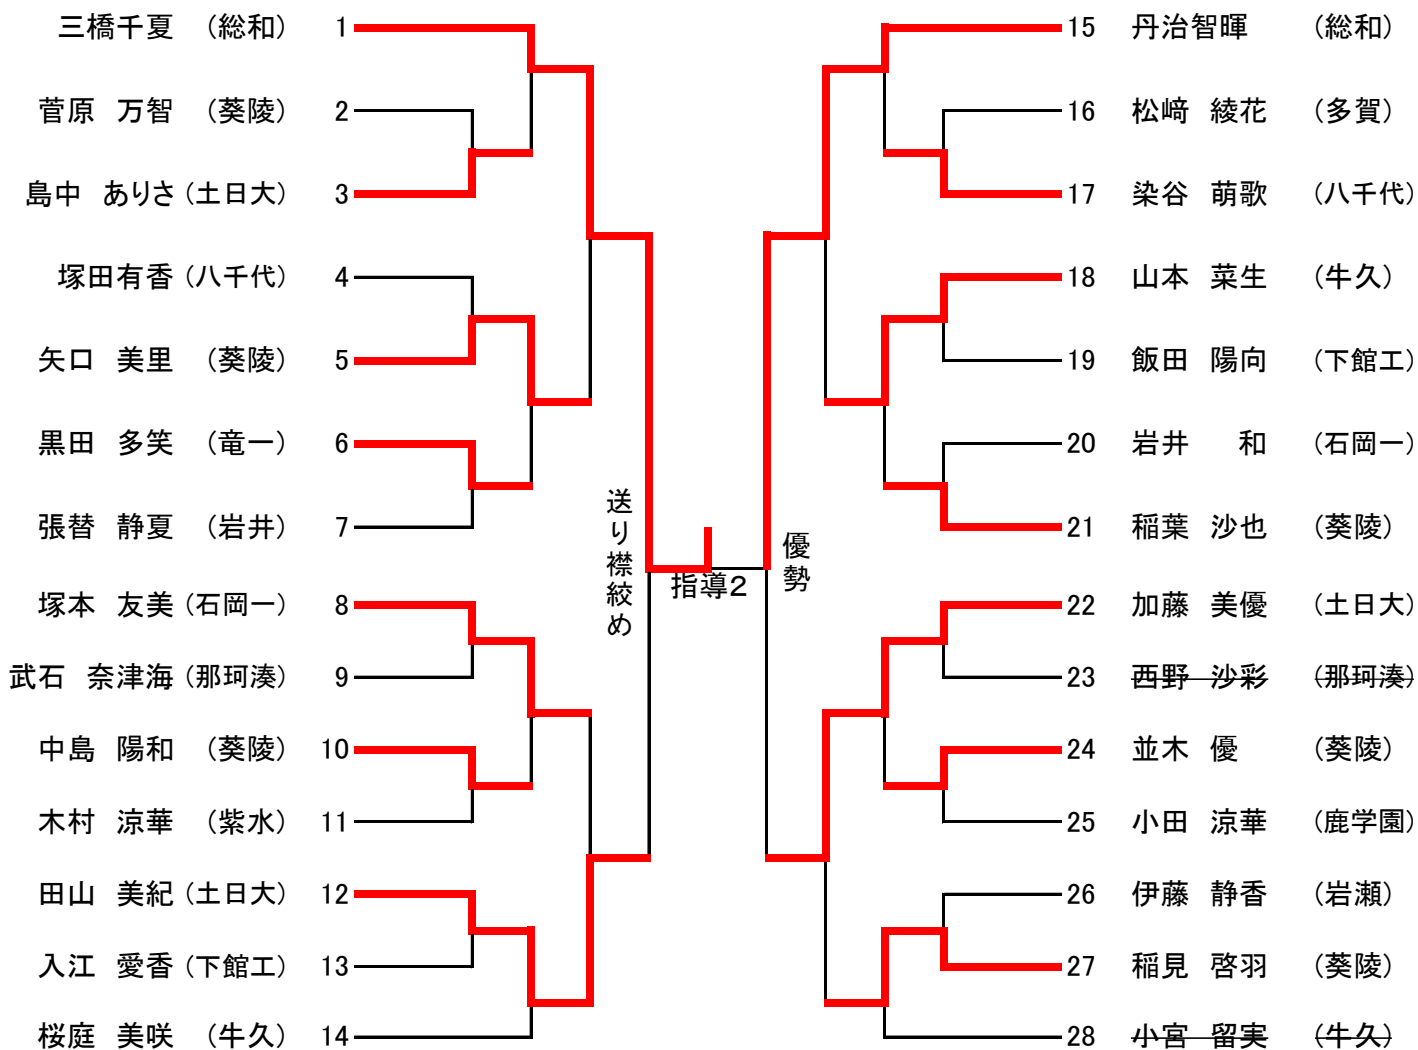 三橋千夏 (総和) 1
菅原 万智 (葵陵) 2
島中 ありさ (土日大) 3
塚田有香 (八千代) 4
矢口 美里 (葵陵) 5
黒田 多笑 (竜一) 6
張替 静夏 (岩井) 7
塚本 友美 (石岡一) 8
武石 奈津海 (那珂湊) 9
中島 陽和 (葵陵) 10
木村 涼華 (紫水) 11
田山 美紀 (土日大) 12
入江 愛香 (下館工) 13
桜庭 美咲 (牛久) 14
送り襟絞め
指導2
優勢
15 丹治智暉 (総和)
16 松﨑 綾花 (多賀)
17 染谷 萌歌 (八千代)
18 山本 菜生 (牛久)
19 飯田 陽向 (下館工)
20 岩井 和 (石岡一)
21 稲葉 沙也 (葵陵)
22 加藤 美優 (土日大)
23 西野 沙彩 (那珂湊)
24 並木 優 (葵陵)
25 小田 涼華 (鹿学園)
26 伊藤 静香 (岩瀬)
27 稲見 啓羽 (葵陵)
28 小宮 留実 (牛久)